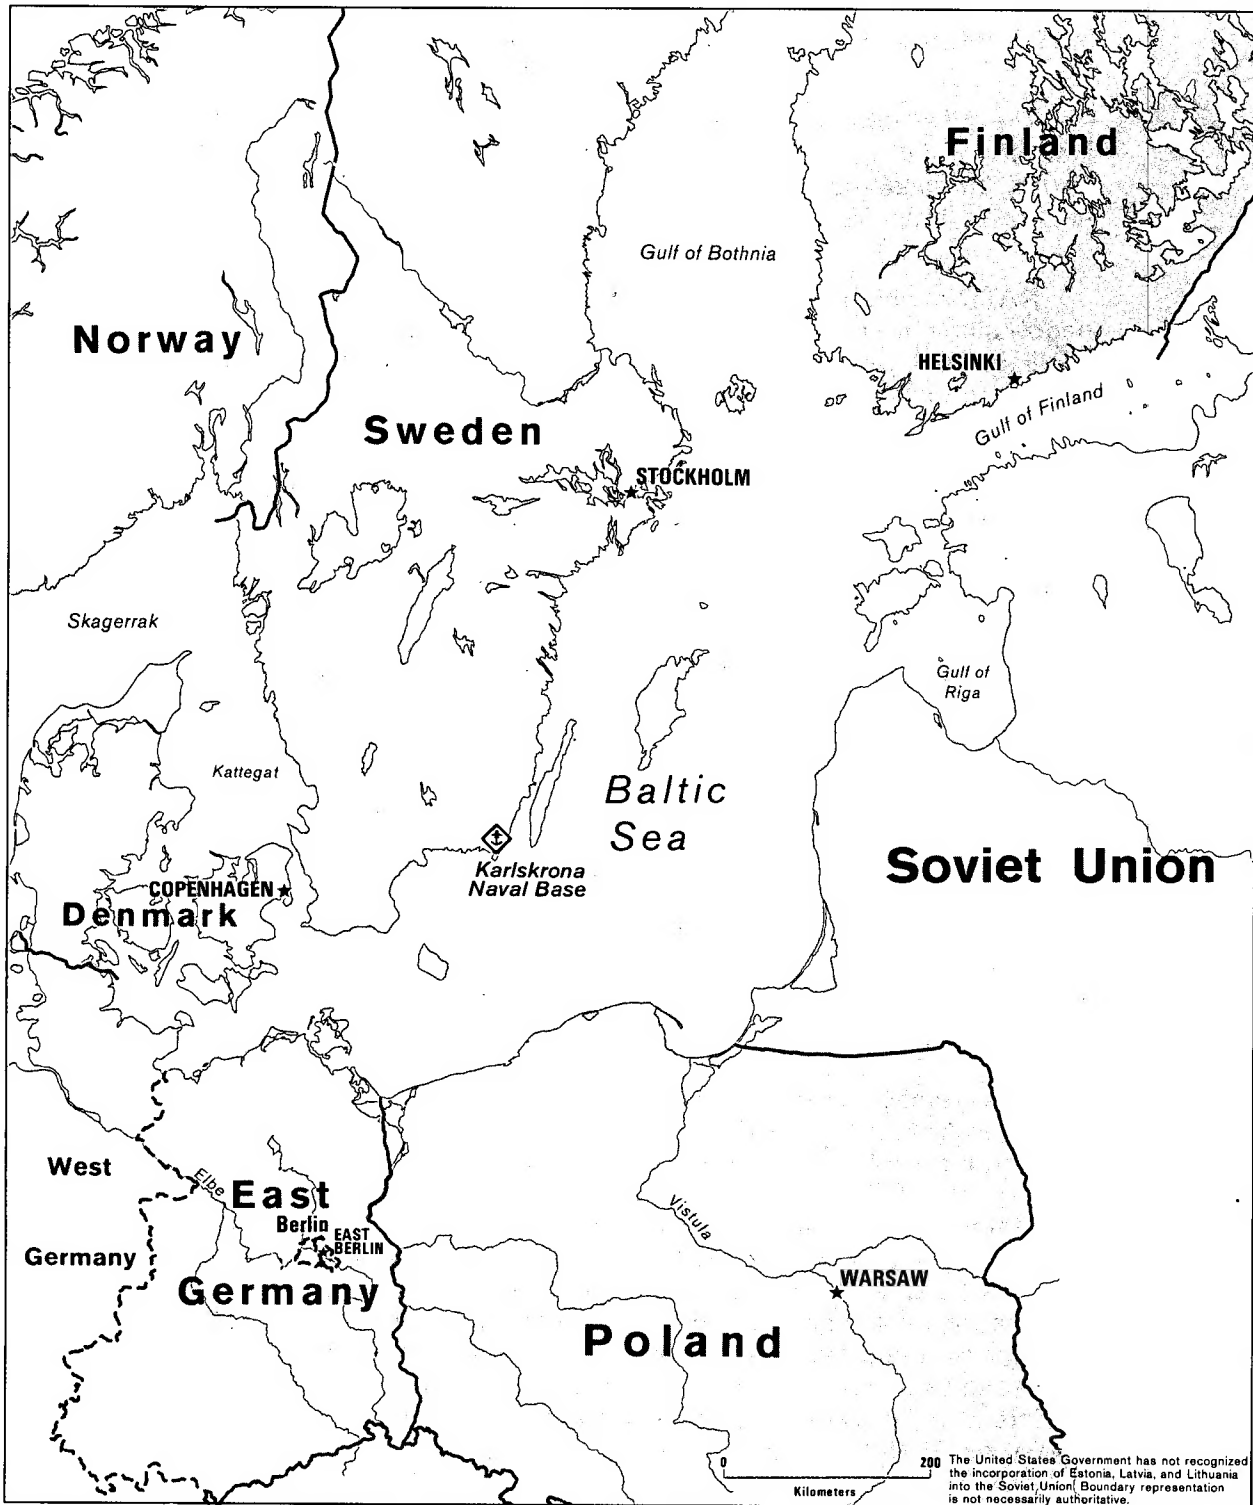 Finland
Gulf of Bothnia
Norway
HELSINKI
Gulf of Finland
Sweden
STOCKHOLM
Skagerrak
Gulf of
Riga
Kattegat
Baltic
Sea
Karlskrona
Naval Base
Soviet Union
COPENHAGEN
Denmark
West
Germany
Elbe
East
Germany
Berlin
EAST
BERLIN
Vistula
WARSAW
Poland
0 200
Kilometers
The United States Government has not recognized
the incorporation of Estonia, Latvia, and Lithuania
into the Soviet Union. Boundary representation
is not necessarily authoritative.